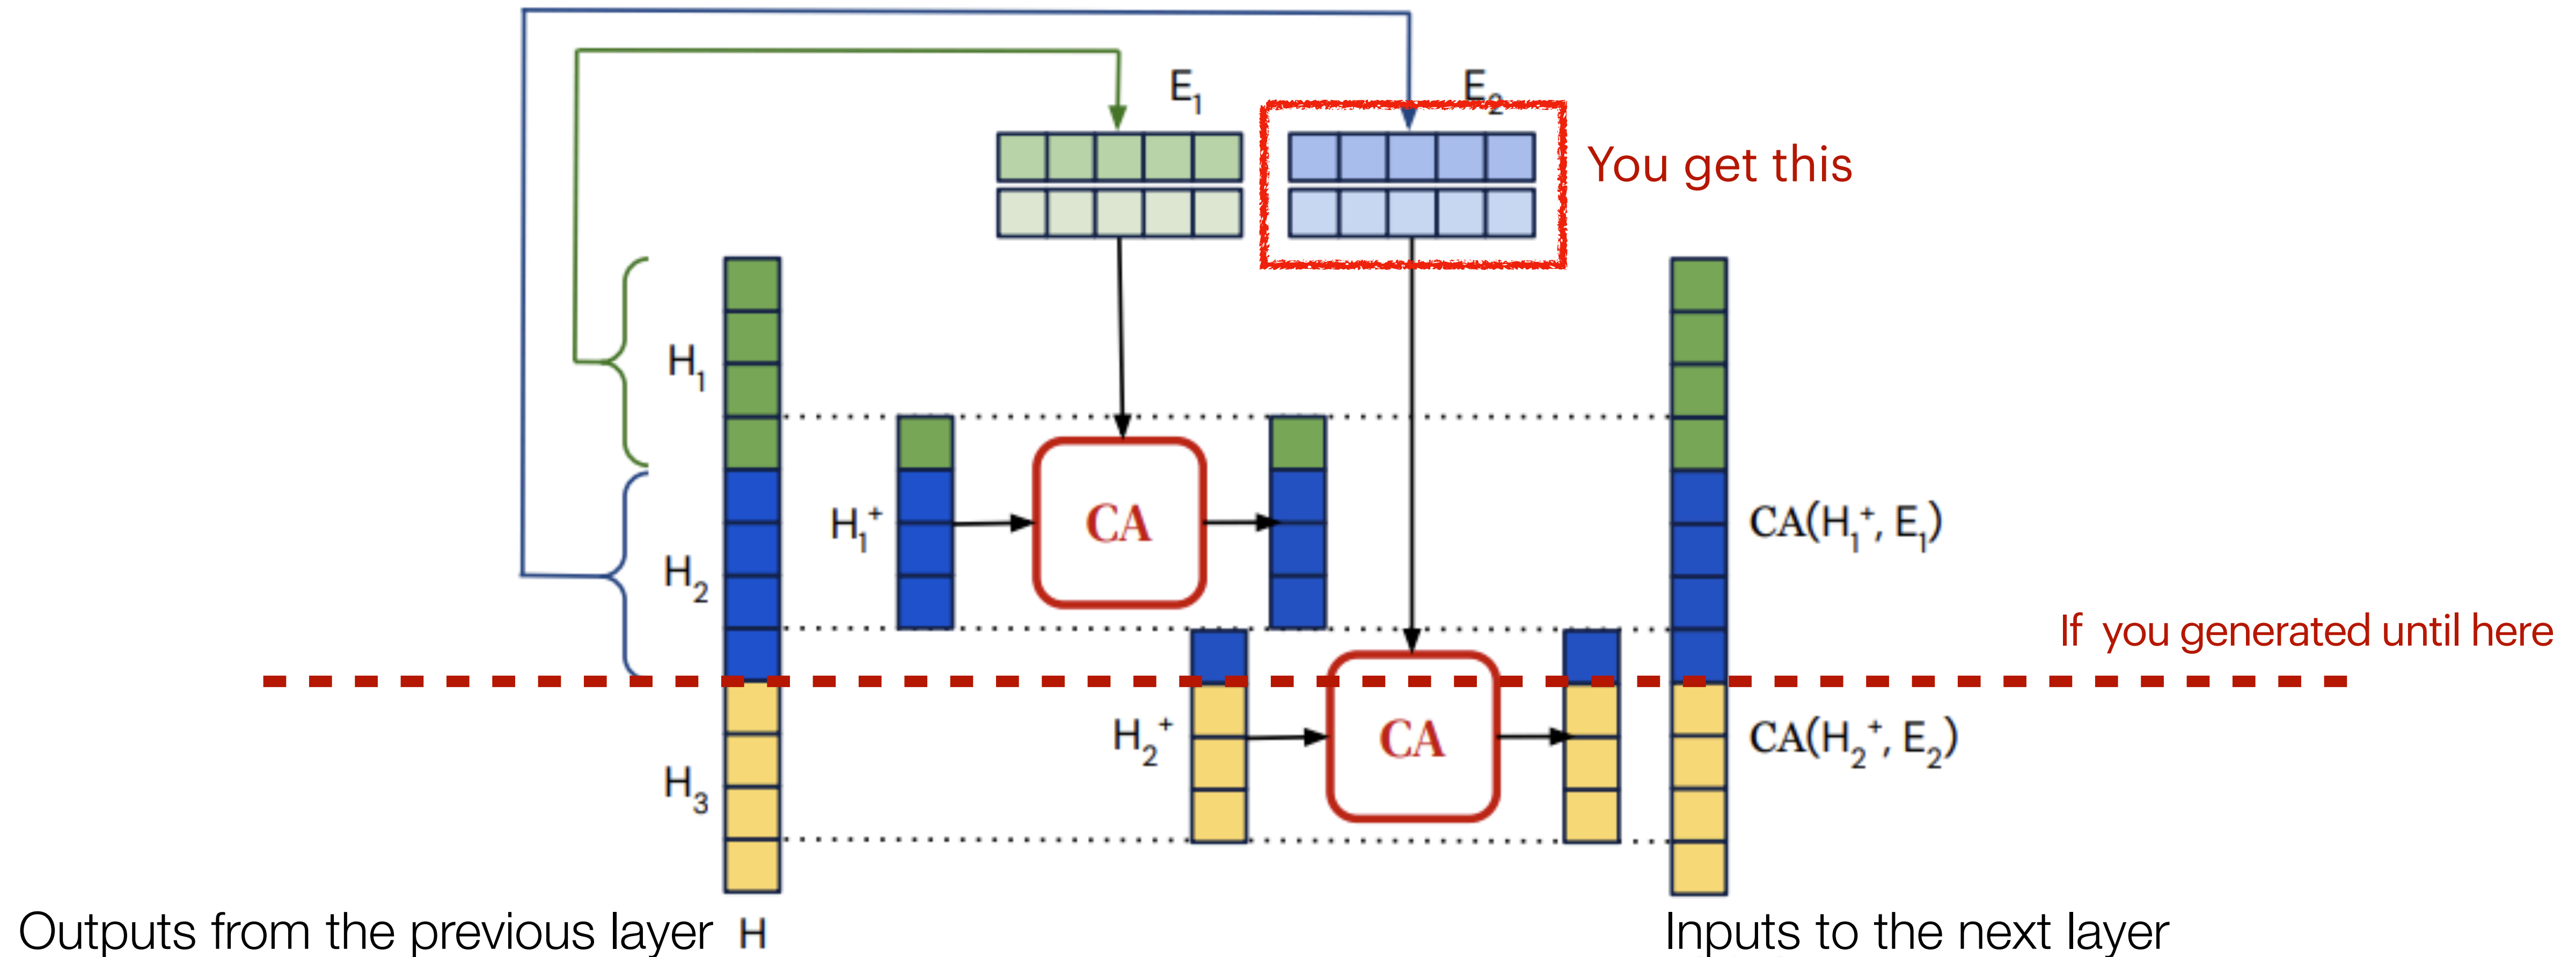 E₁
E₂
You get this
H₁
H₁⁺
CA
CA(H₁⁺, E₁)
H₂
If you generated until here
H₂⁺
CA
CA(H₂⁺, E₂)
H₃
Outputs from the previous layer
H
Inputs to the next layer